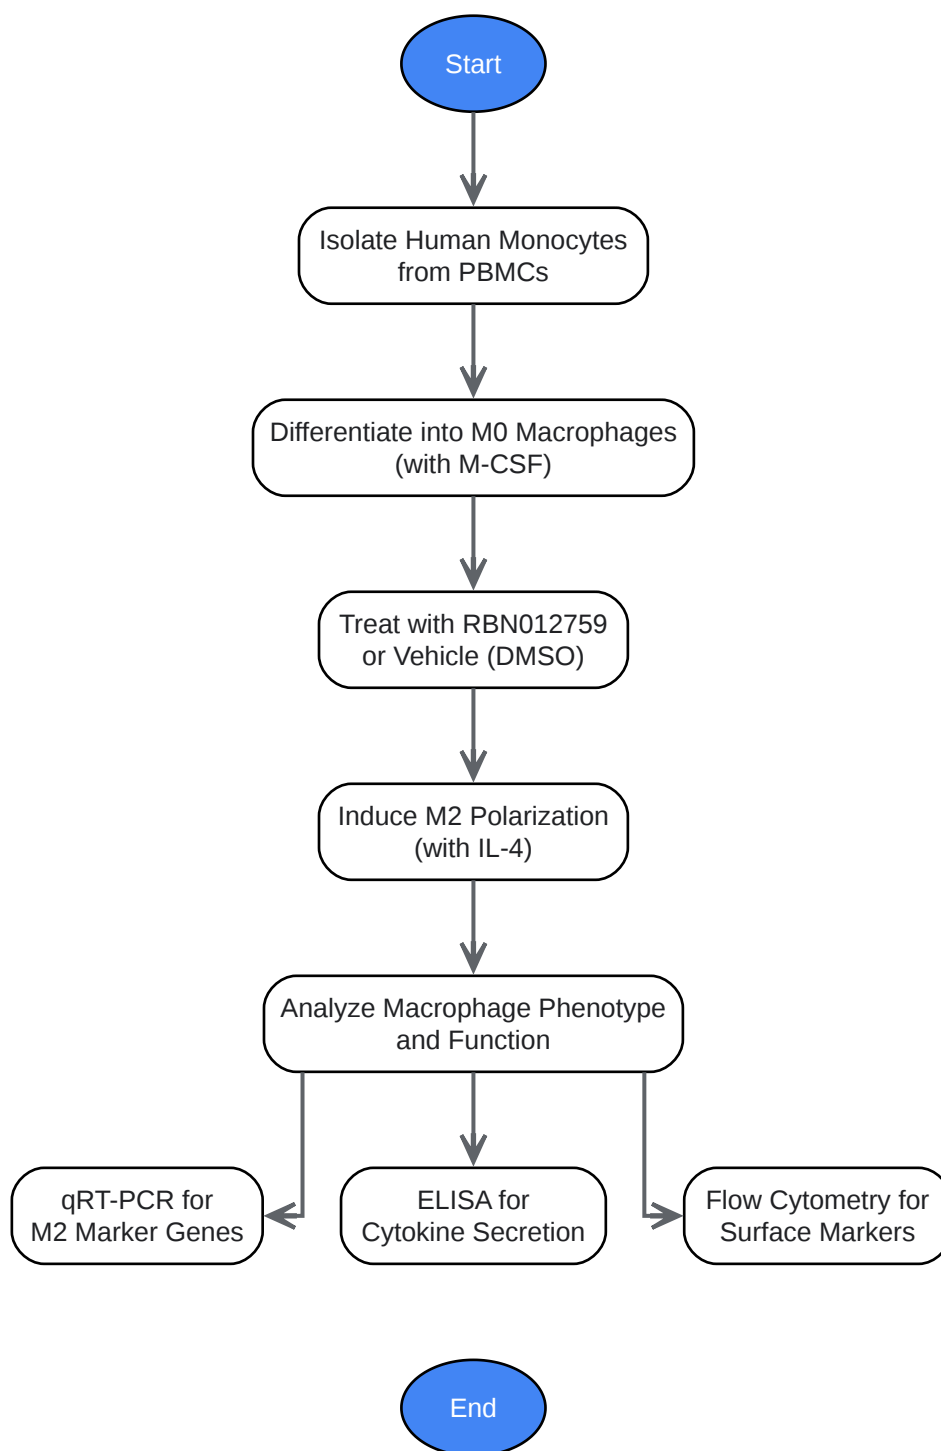 Start
Isolate Human Monocytes
from PBMCs
Differentiate into M0 Macrophages
(with M-CSF)
Treat with RBN012759
or Vehicle (DMSO)
Induce M2 Polarization
(with IL-4)
Analyze Macrophage Phenotype
and Function
qRT-PCR for
M2 Marker Genes
ELISA for
Cytokine Secretion
Flow Cytometry for
Surface Markers
End